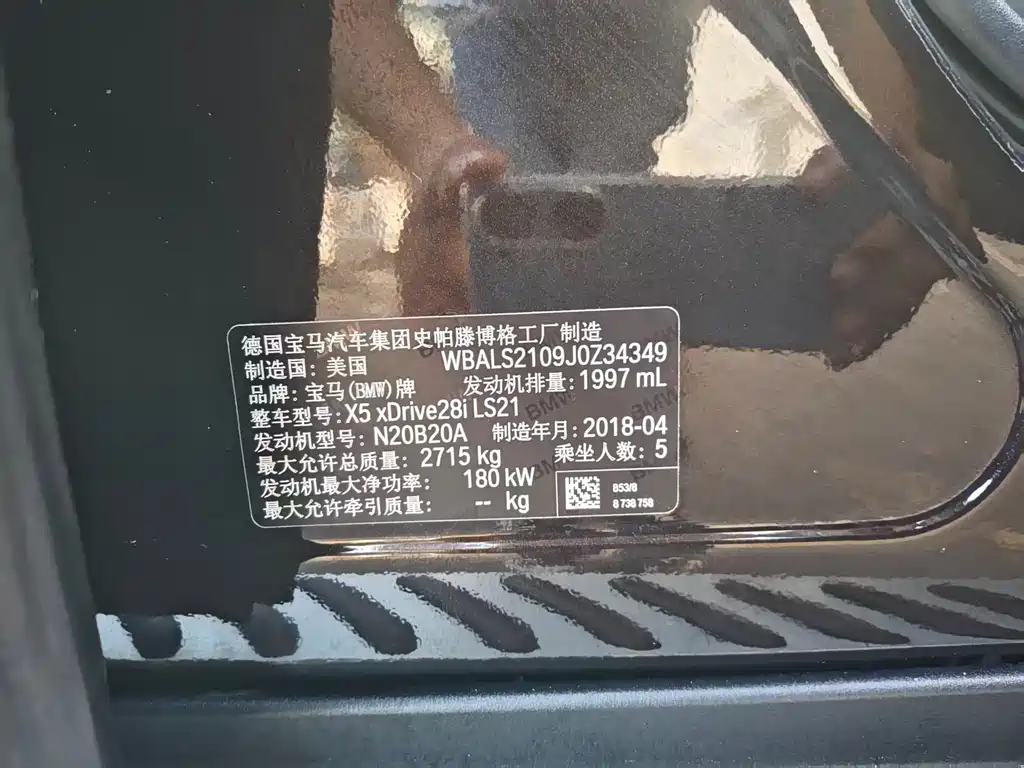 德国宝马汽车集团史帕滕博格工厂制造
制造国：美国 WBALS2109J0Z34349
品牌：宝马(BMW)牌 发动机排量：1997 mL
整车型号：X5 xDrive28i LS21
发动机型号：N20B20A 制造年月：2018-04
最大允许总质量：2715 kg 乘坐人数：5
发动机最大净功率： 180 kW
最大允许牵引质量： -- kg
B53/8
8 738 758